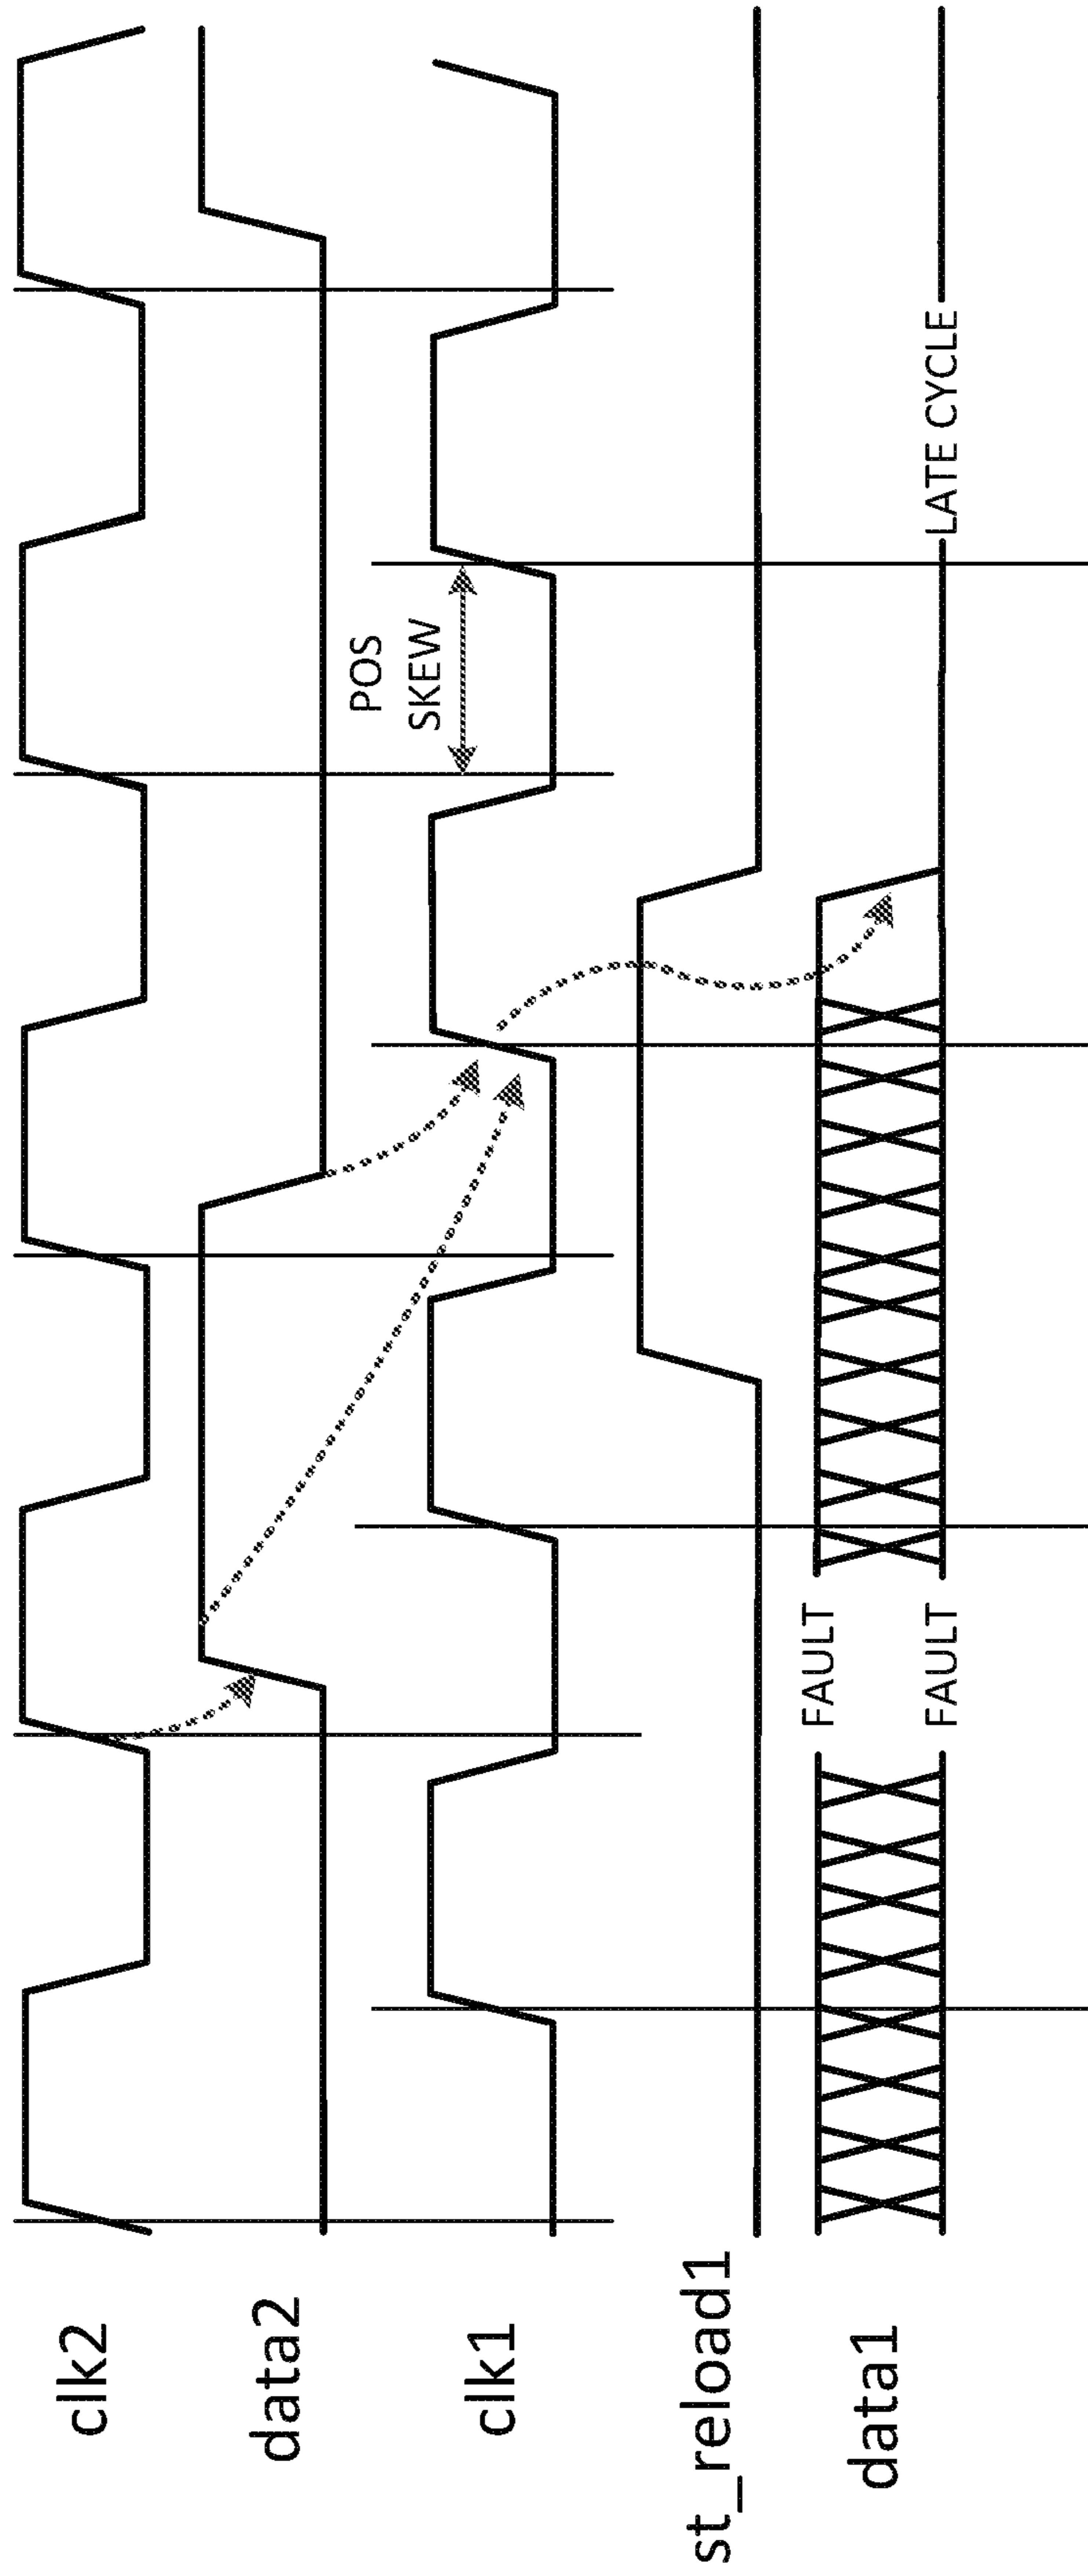 clk2
data2
POS
SKEW
clk1
st_reload1
FAULT
data1
FAULT
LATE CYCLE